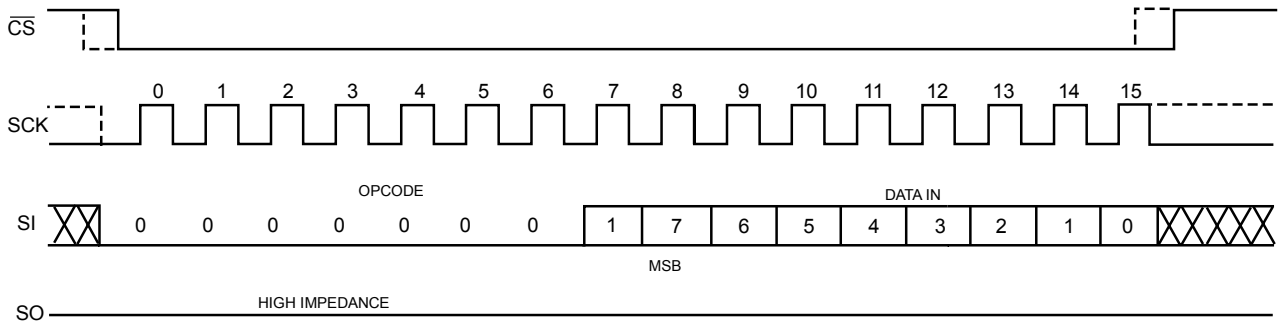 CS
0 1 2 3 4 5 6 7 8 9 10 11 12 13 14 15
SCK
OPCODE DATA IN
SI 0 0 0 0 0 0 0 1 7 6 5 4 3 2 1 0
MSB
HIGH IMPEDANCE
SO